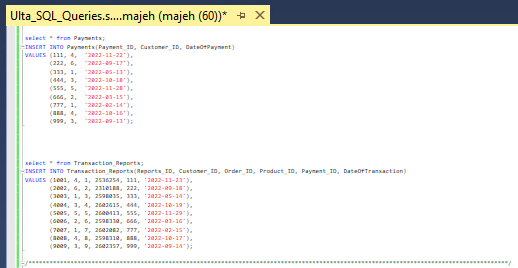 Ulta_SQL_Queries.s....majeh (majeh (60))*
select * from Payments;
INSERT INTO Payments(Payment_ID, Customer_ID, DateOfPayment)
VALUES (111, 4, '2022-11-22'),
(222, 6, '2022-09-17'),
(333, 1, '2022-05-13'),
(444, 3, '2022-10-18'),
(555, 5, '2022-11-28'),
(666, 2, '2022-03-15'),
(777, 1, '2022-02-14'),
(888, 4, '2022-10-16'),
(999, 3, '2022-09-13');
select * from Transaction_Reports;
INSERT INTO Transaction_Reports(Reports_ID, Customer_ID, Order_ID, Product_ID, Payment_ID, DateOfTransaction)
VALUES (1001, 4, 1, 2536254, 111, '2022-11-23'),
(2002, 6, 2, 2310188, 222, '2022-09-18'),
(3003, 1, 3, 2598035, 333, '2022-05-14'),
(4004, 3, 4, 2602615, 444, '2022-10-19'),
(5005, 5, 5, 2600413, 555, '2022-11-29'),
(6006, 2, 6, 2598330, 666, '2022-03-16'),
(7007, 1, 7, 2602082, 777, '2022-02-15'),
(8008, 4, 8, 2598310, 888, '2022-10-17'),
(9009, 3, 9, 2602357, 999, '2022-09-14');